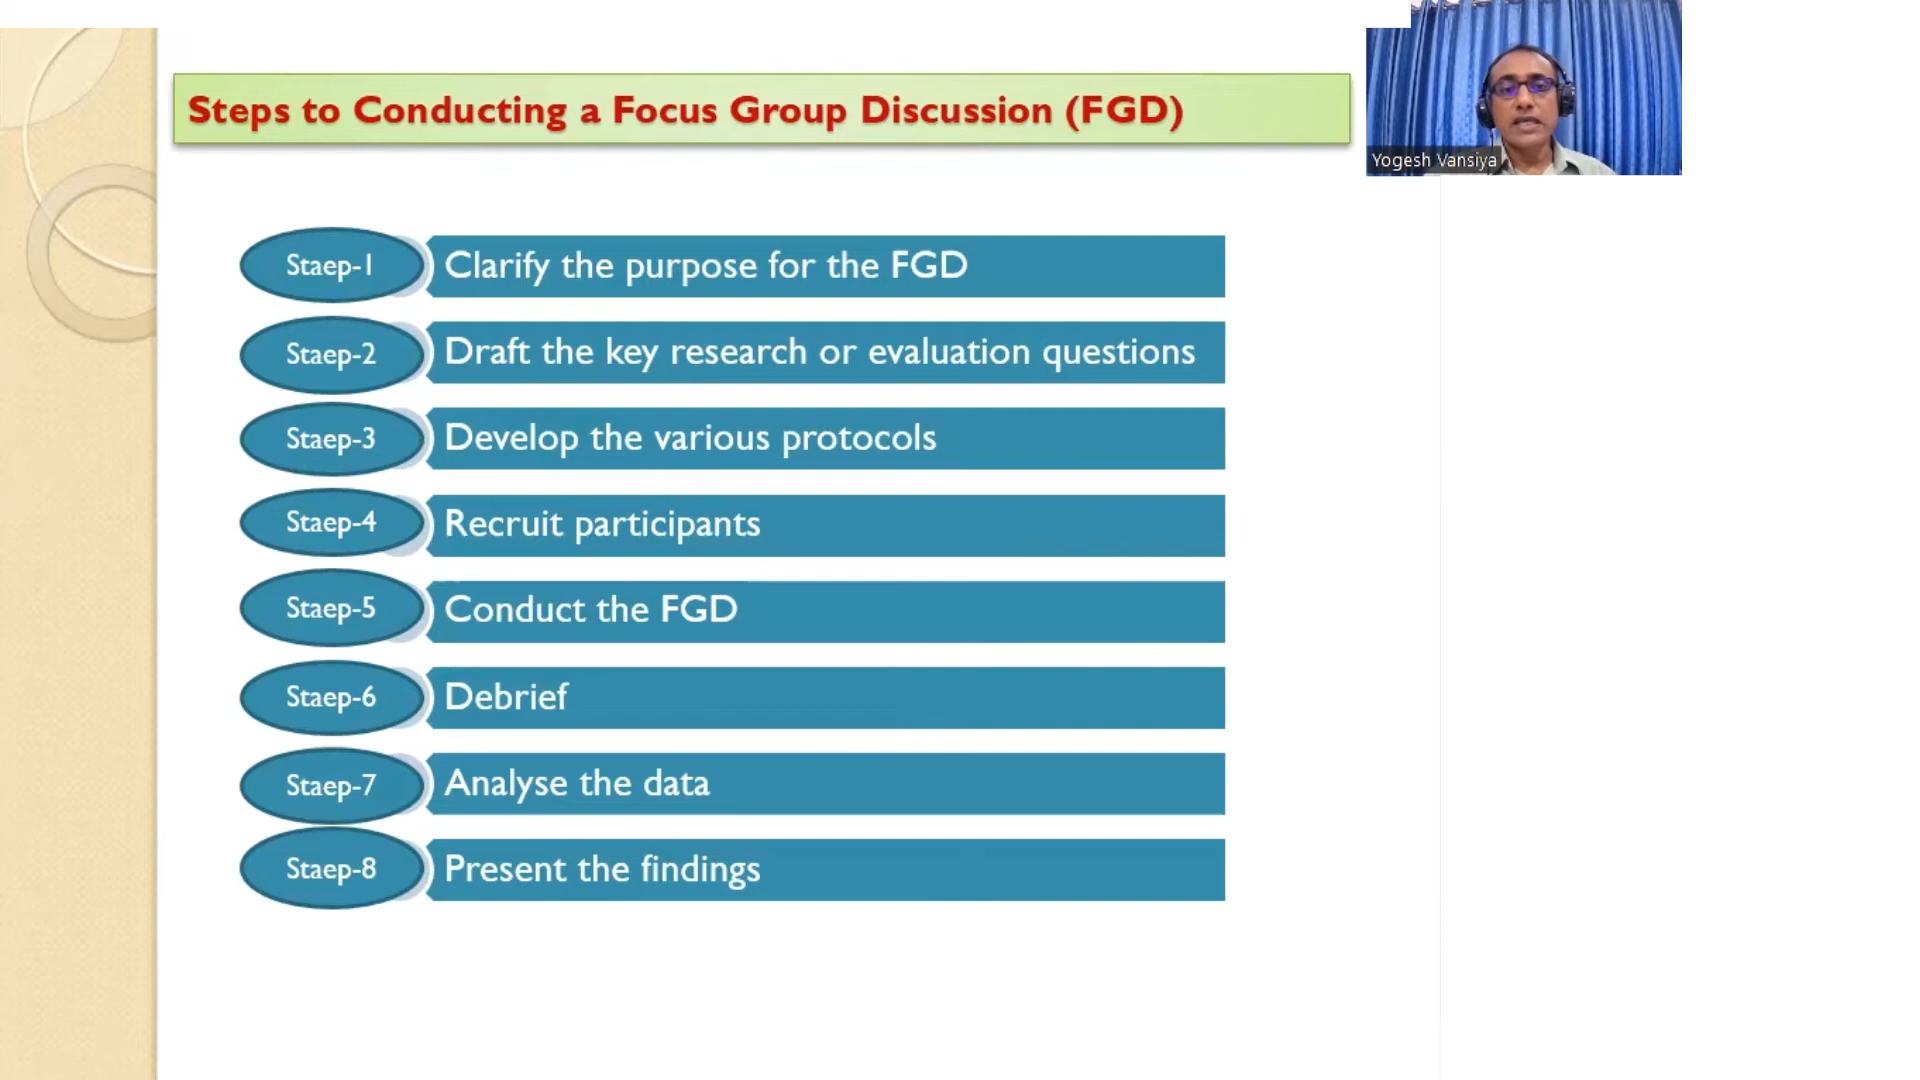 Steps to Conducting a Focus Group Discussion (FGD)
Yogesh Vansiya
Staep-1 Clarify the purpose for the FGD
Staep-2 Draft the key research or evaluation questions
Staep-3 Develop the various protocols
Staep-4 Recruit participants
Staep-5 Conduct the FGD
Staep-6 Debrief
Staep-7 Analyse the data
Staep-8 Present the findings